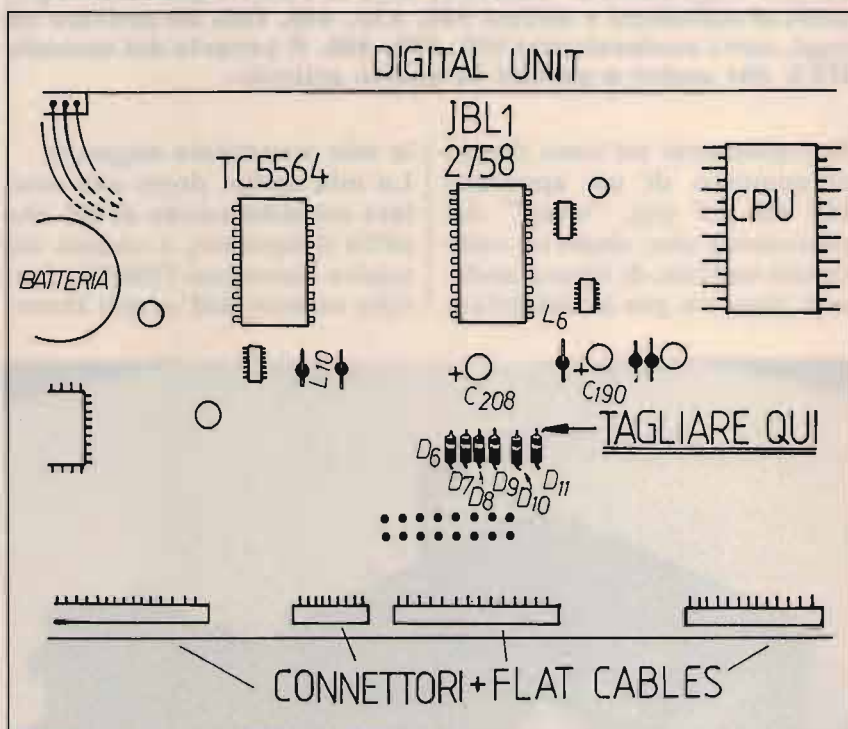 DIGITAL UNIT
JBL1
TC5564
2758
CPU
BATTERIA
L6
L10
C208
C190
TAGLIARE QUI
D6
D7
D8
D9
D10
D11
CONNETTORI+FLAT CABLES